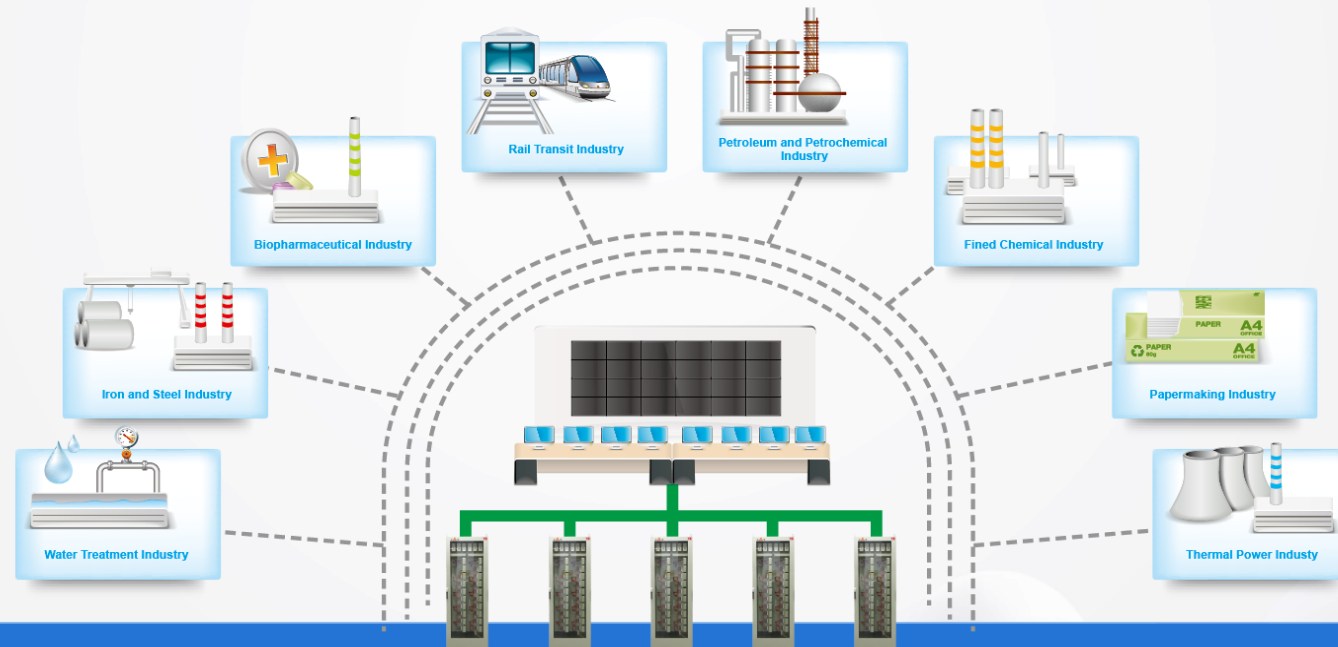 Rail Transit Industry
Petroleum and Petrochemical
Industry
Biopharmaceutical Industry
Fined Chemical Industry
Iron and Steel Industry
PAPER
A4
OFFICE
PAPER
80g
A4
OFFICE
Papermaking Industry
Water Treatment Industry
Thermal Power Industy